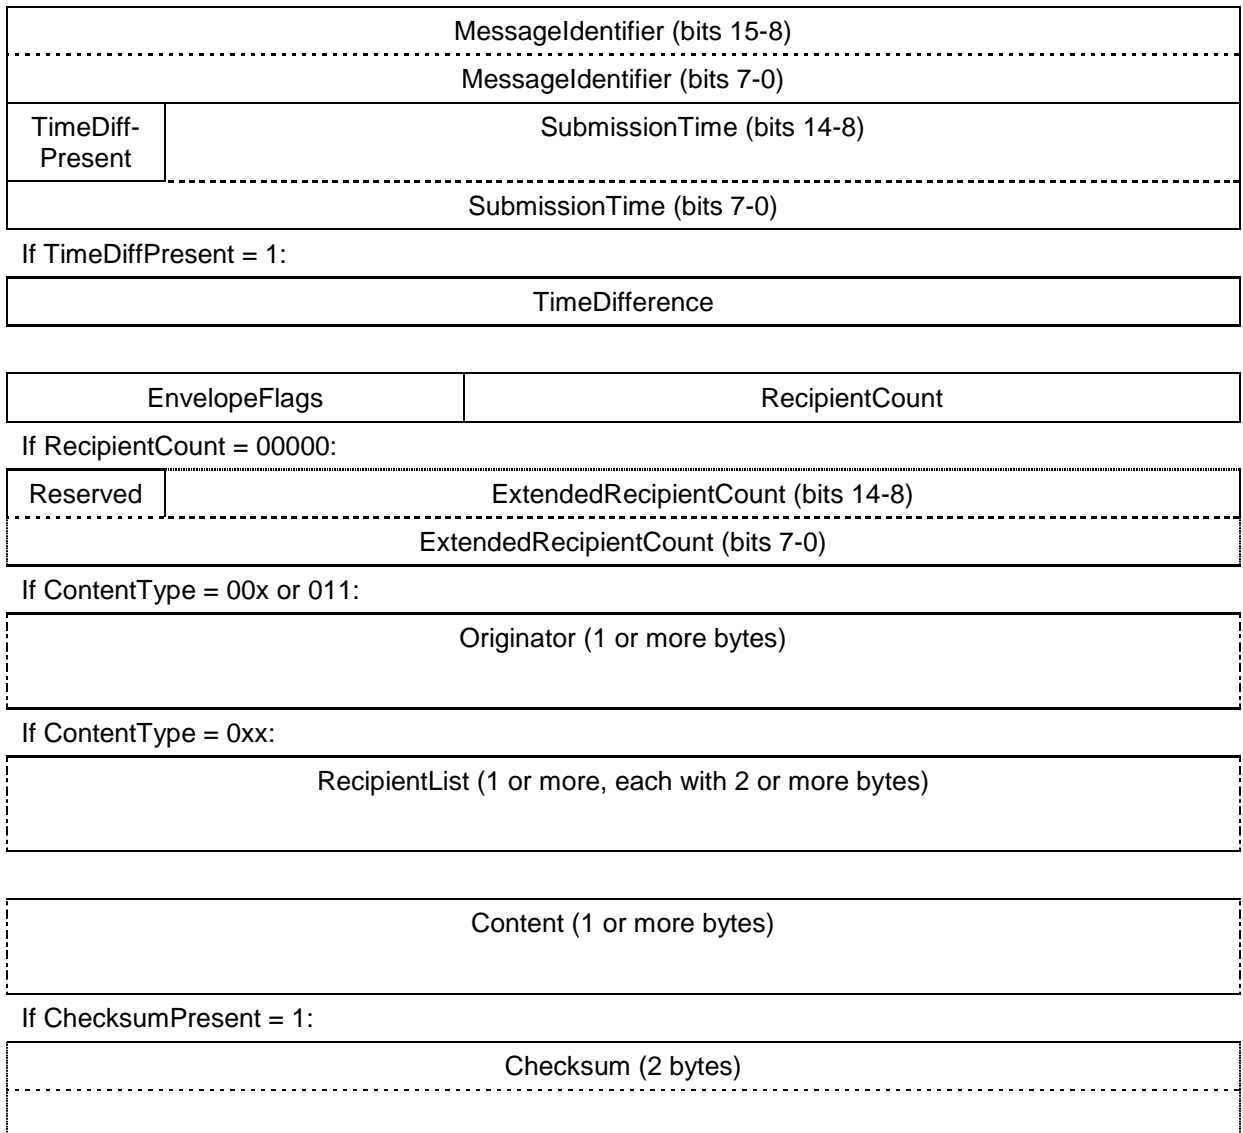 MessageIdentifier (bits 15-8)
MessageIdentifier (bits 7-0)
TimeDiff-
Present
SubmissionTime (bits 14-8)
SubmissionTime (bits 7-0)
If TimeDiffPresent = 1:
TimeDifference
EnvelopeFlags RecipientCount
If RecipientCount = 00000:
Reserved ExtendedRecipientCount (bits 14-8)
ExtendedRecipientCount (bits 7-0)
If ContentType = 00x or 011:
Originator (1 or more bytes)
If ContentType = 0xx:
RecipientList (1 or more, each with 2 or more bytes)
Content (1 or more bytes)
If ChecksumPresent = 1:
Checksum (2 bytes)